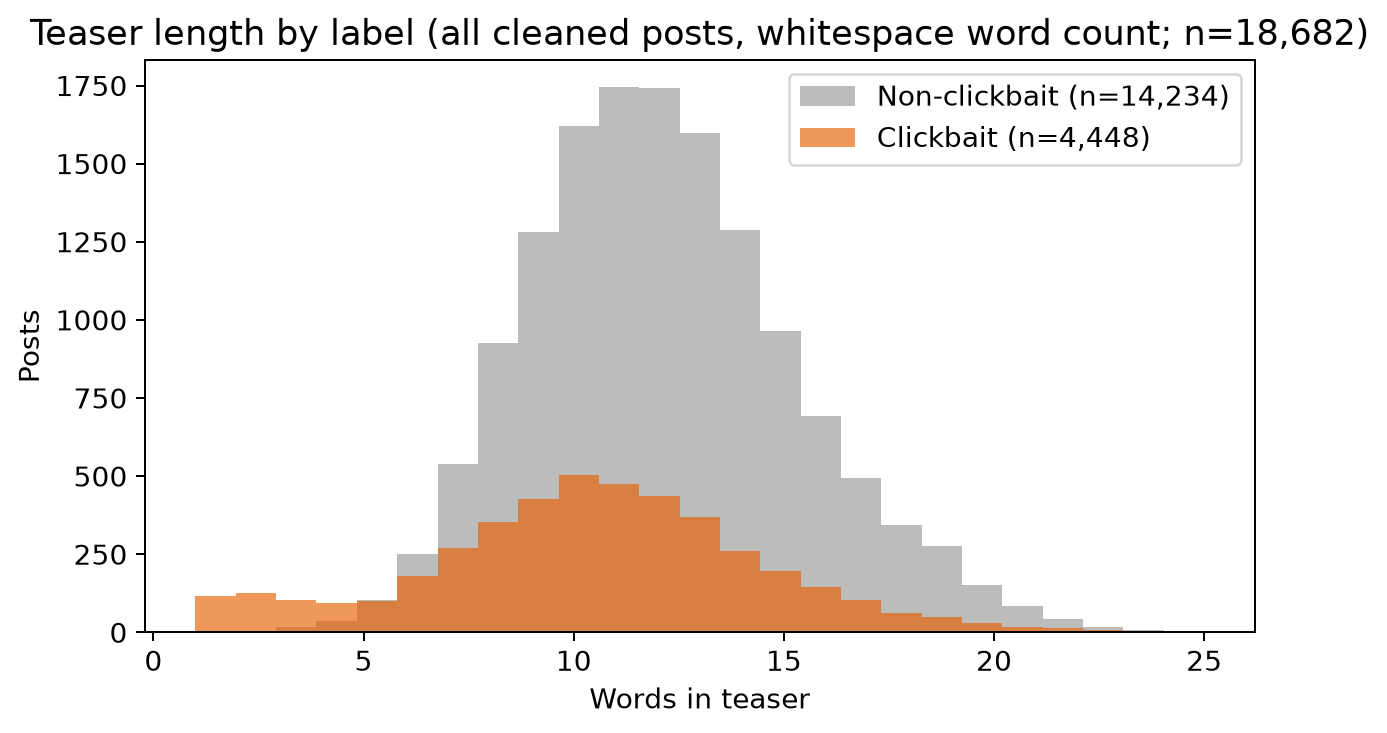 Teaser length by label (all cleaned posts, whitespace word count; n=18,682)
Non-clickbait (n=14,234)
Clickbait (n=4,448)
Posts
1750
1500
1250
1000
750
500
250
0
0 5 10 15 20 25
Words in teaser